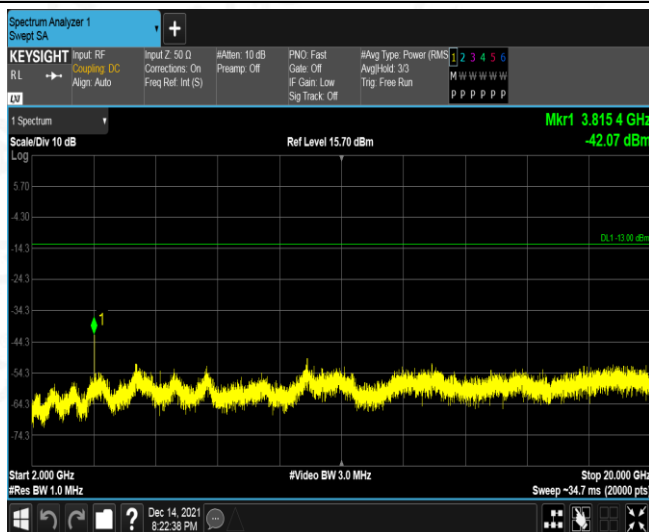 Spectrum Analyzer 1
Swept SA
KEYSIGHT
RL
Input: RF
Coupling: DC
Align: Auto
Input Z: 50 Ω
Corrections: On
Freq Ref: Int (S)
#Atten: 10 dB
Preamp: Off
PNO: Fast
Gate: Off
IF Gain: Low
Sig Track: Off
#Avg Type: Power (RMS
Avg|Hold: 3/3
Trig: Free Run
1 2 3 4 5 6
M W W W W W
P P P P P P
LXI
1 Spectrum
Mkr1 3.815 4 GHz
Scale/Div 10 dB
Ref Level 15.70 dBm
-42.07 dBm
Log
5.70
-4.30
DL1 -13.00 dBm
-14.3
-24.3
-34.3
1
-44.3
-54.3
-64.3
-74.3
Start 2.000 GHz
#Video BW 3.0 MHz
Stop 20.000 GHz
#Res BW 1.0 MHz
Sweep ~34.7 ms (20000 pts)
?
Dec 14, 2021
8:22:38 PM